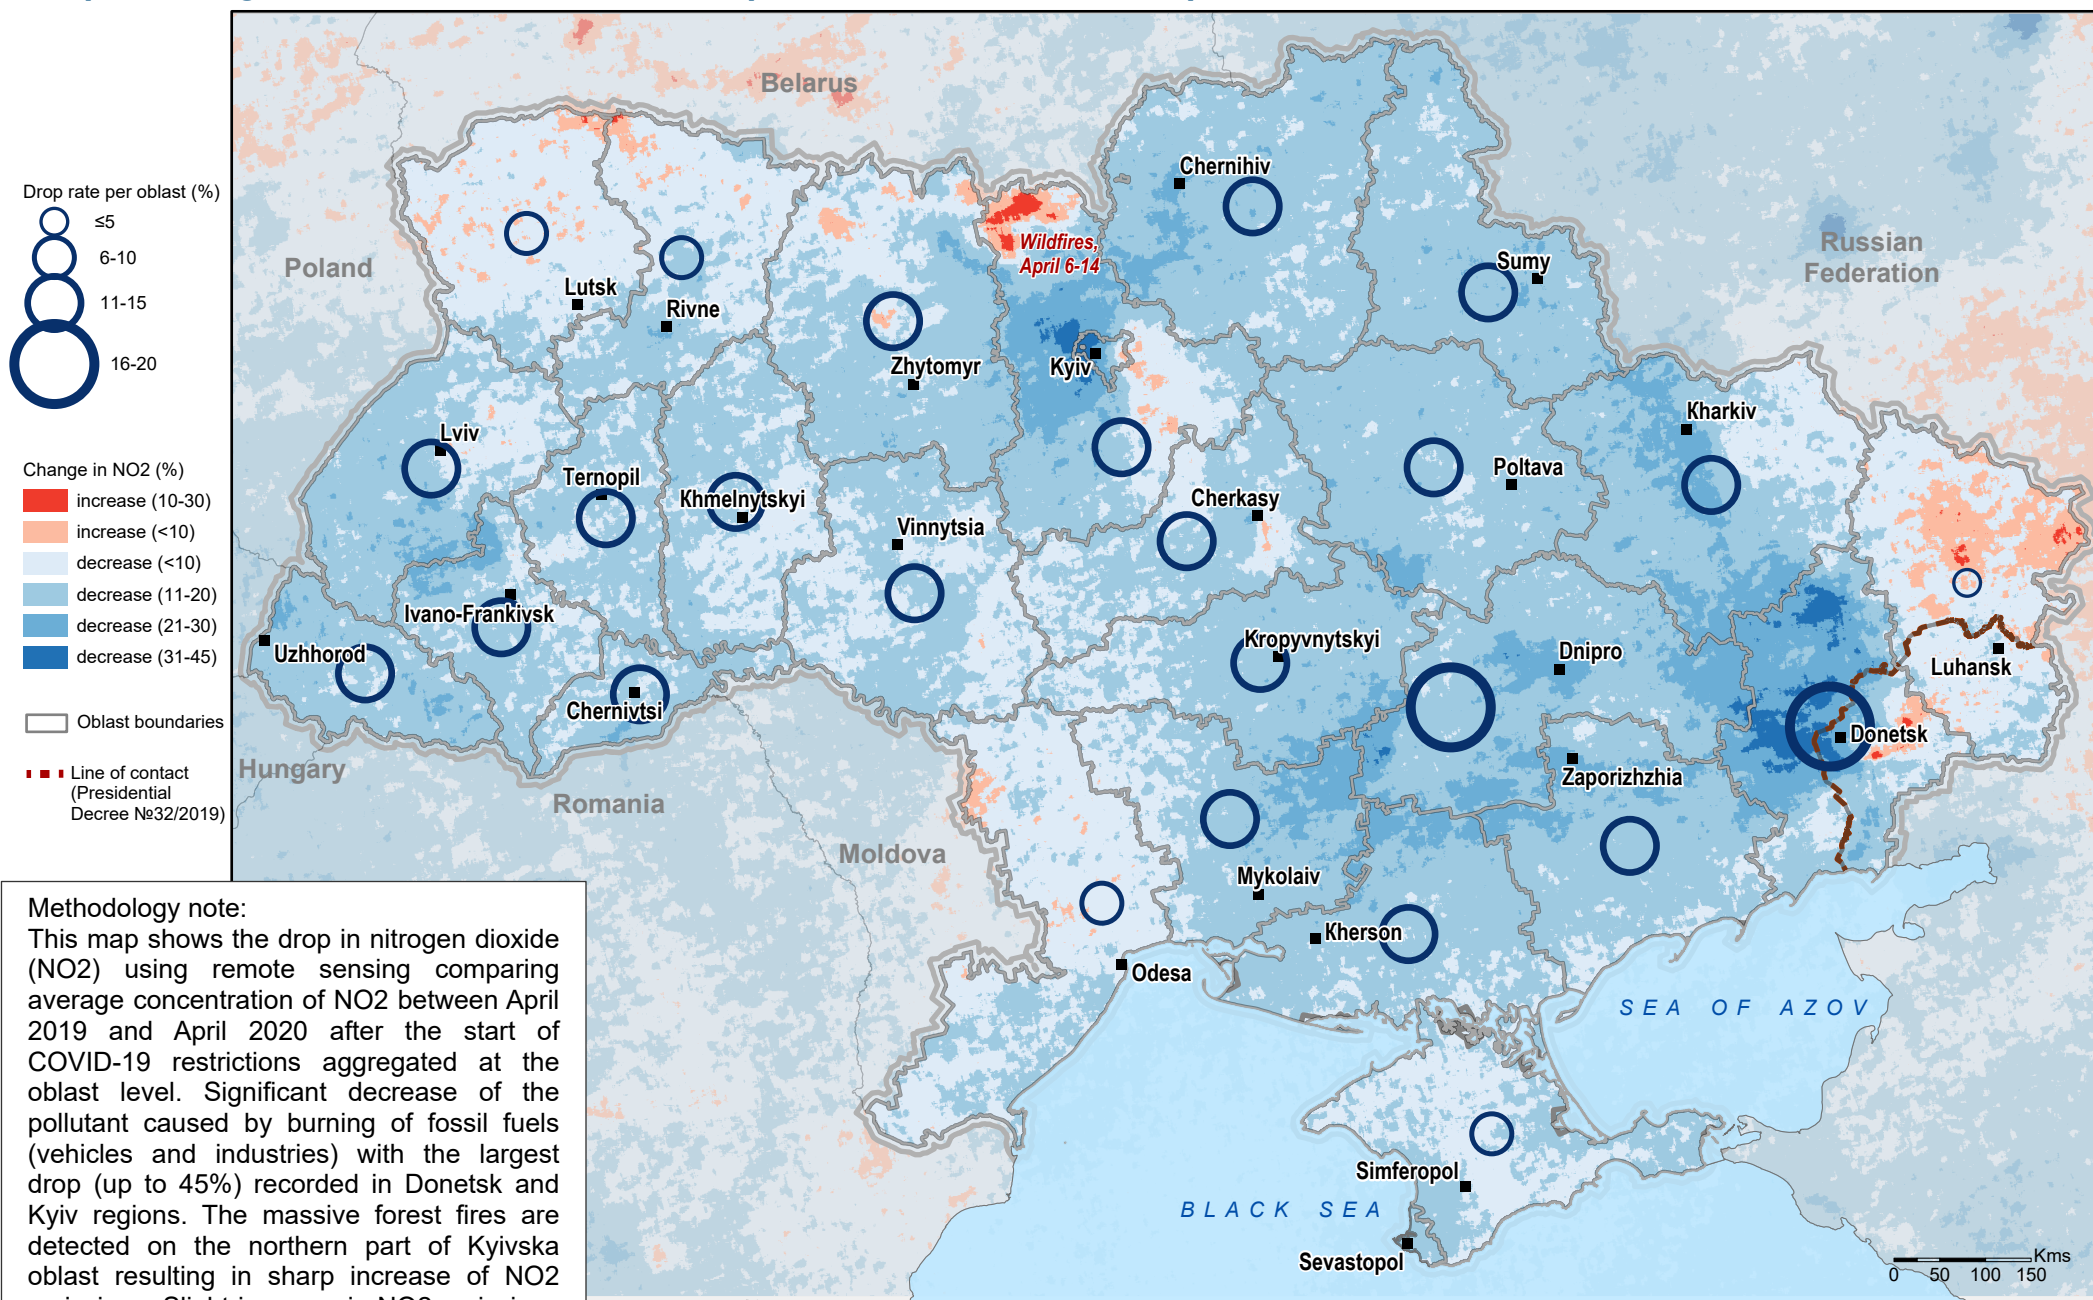 Drop rate per oblast (%)
≤5
6-10
11-15
16-20
Change in NO2 (%)
increase (10-30)
increase (<10)
decrease (<10)
decrease (11-20)
decrease (21-30)
decrease (31-45)
Oblast boundaries
Line of contact
(Presidential
Decree №32/2019)
Belarus
Poland
Russian
Federation
Hungary
Romania
Moldova
Chernihiv
Wildfires,
April 6-14
Sumy
Lutsk
Rivne
Zhytomyr
Kyiv
Kharkiv
Lviv
Ternopil
Khmelnytskyi
Vinnytsia
Cherkasy
Poltava
Ivano-Frankivsk
Uzhhorod
Chernivtsi
Kropyvnytskyi
Dnipro
Luhansk
Donetsk
Zaporizhzhia
Mykolaiv
Kherson
Odesa
SEA OF AZOV
BLACK SEA
Simferopol
Sevastopol
Kms
0 50 100 150
Methodology note:
This map shows the drop in nitrogen dioxide
(NO2) using remote sensing comparing
average concentration of NO2 between April
2019 and April 2020 after the start of
COVID-19 restrictions aggregated at the
oblast level. Significant decrease of the
pollutant caused by burning of fossil fuels
(vehicles and industries) with the largest
drop (up to 45%) recorded in Donetsk and
Kyiv regions. The massive forest fires are
detected on the northern part of Kyivska
oblast resulting in sharp increase of NO2